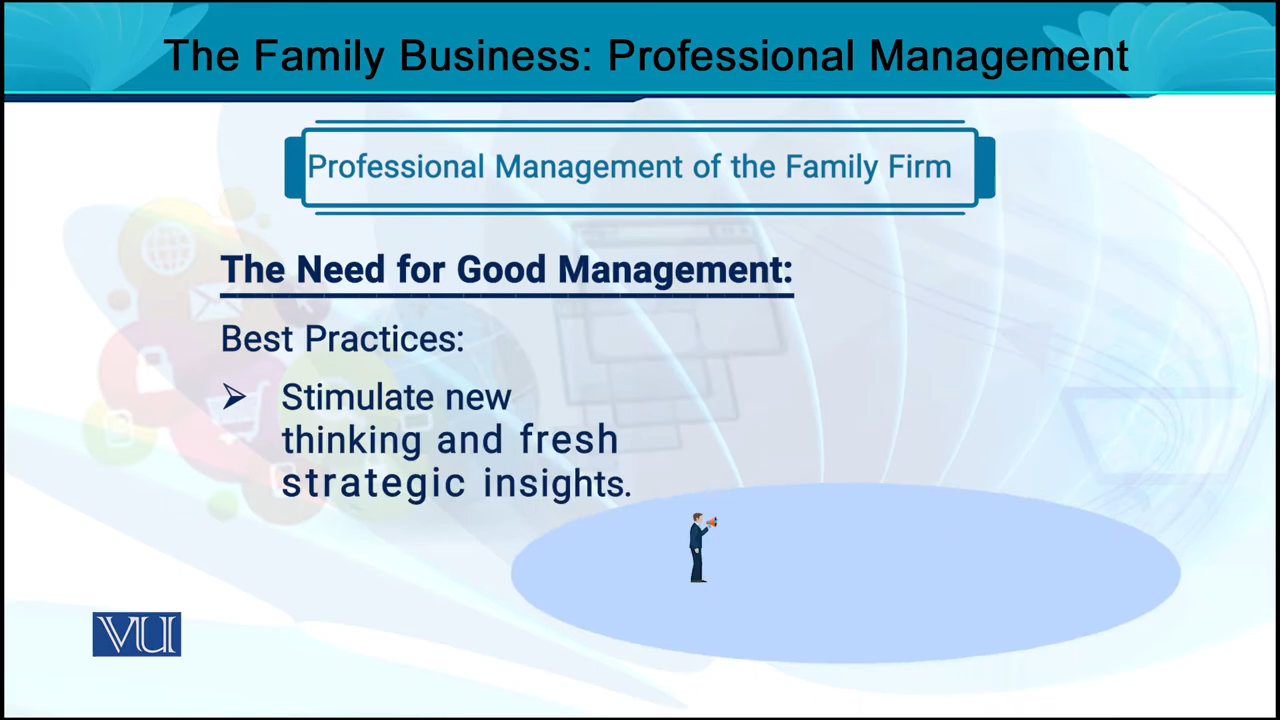 The Family Business: Professional Management
Professional Management of the Family Firm
The Need for Good Management:
Best Practices:
Stimulate new
thinking and fresh
strategic insights.
VU